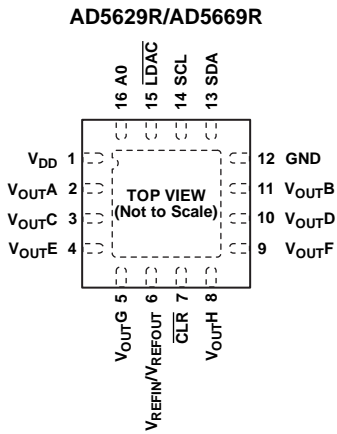 AD5629R/AD5669R
16 A0
15 L̅D̅A̅C̅
14 SCL
13 SDA
VDD 1
VOUTA 2
VOUTC 3
VOUTE 4
TOP VIEW
(Not to Scale)
12 GND
11 VOUTB
10 VOUTD
9 VOUTF
VOUTG 5
VREFIN/VREFOUT 6
C̅L̅R̅ 7
VOUTH 8